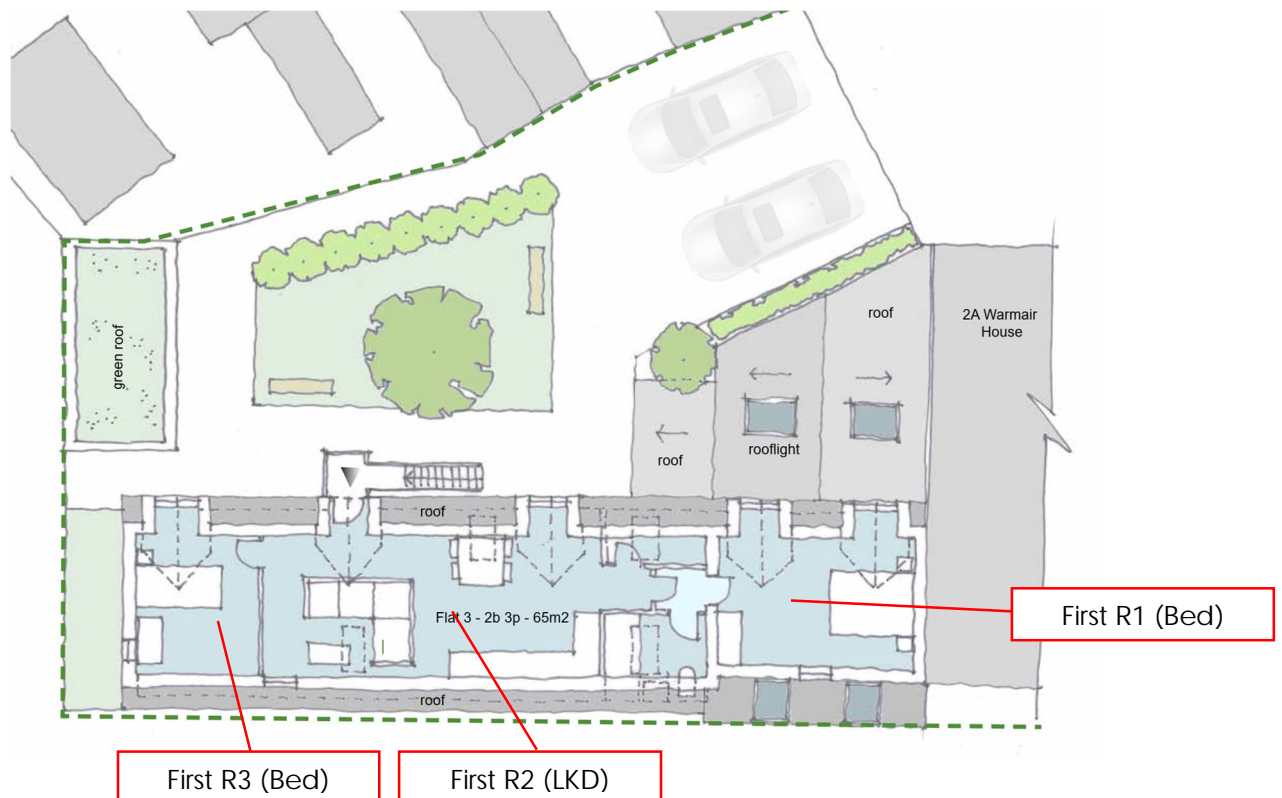 roof
2A Warmair
House
green roof
rooflight
roof
roof
Flat 3 - 2b 3p - 65m2
First R1 (Bed)
roof
First R3 (Bed)
First R2 (LKD)